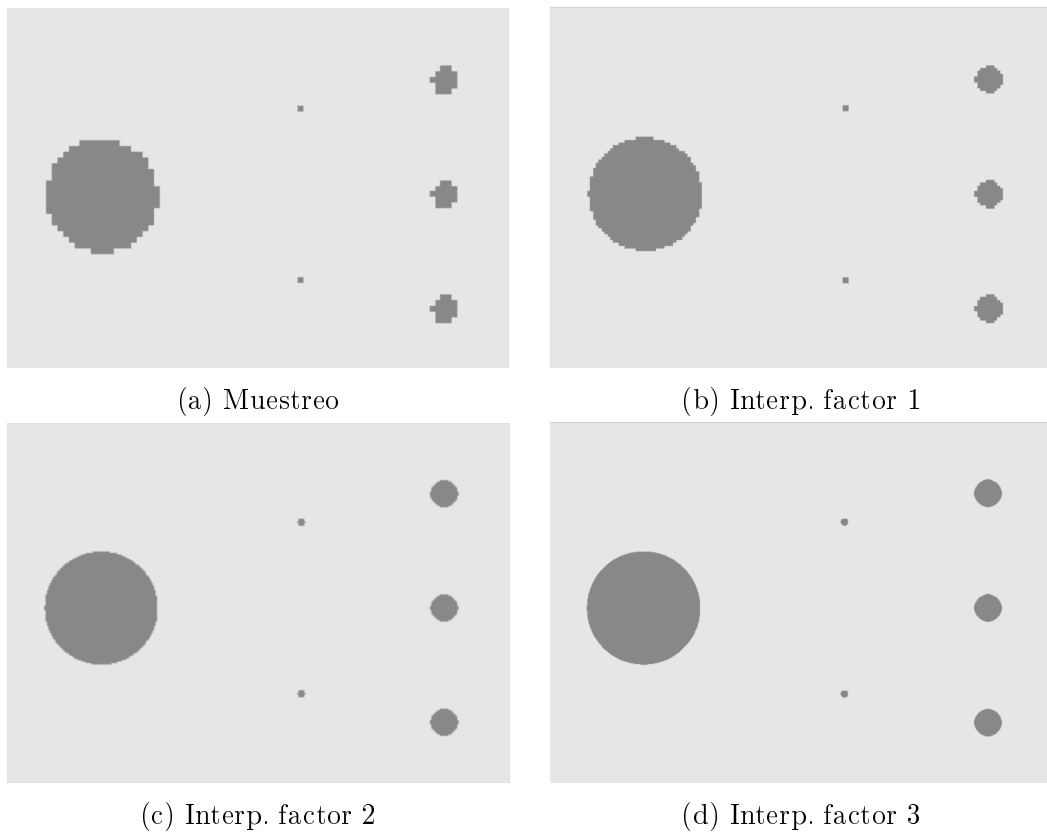 (a) Muestreo
(b) Interp. factor 1
(c) Interp. factor 2
(d) Interp. factor 3